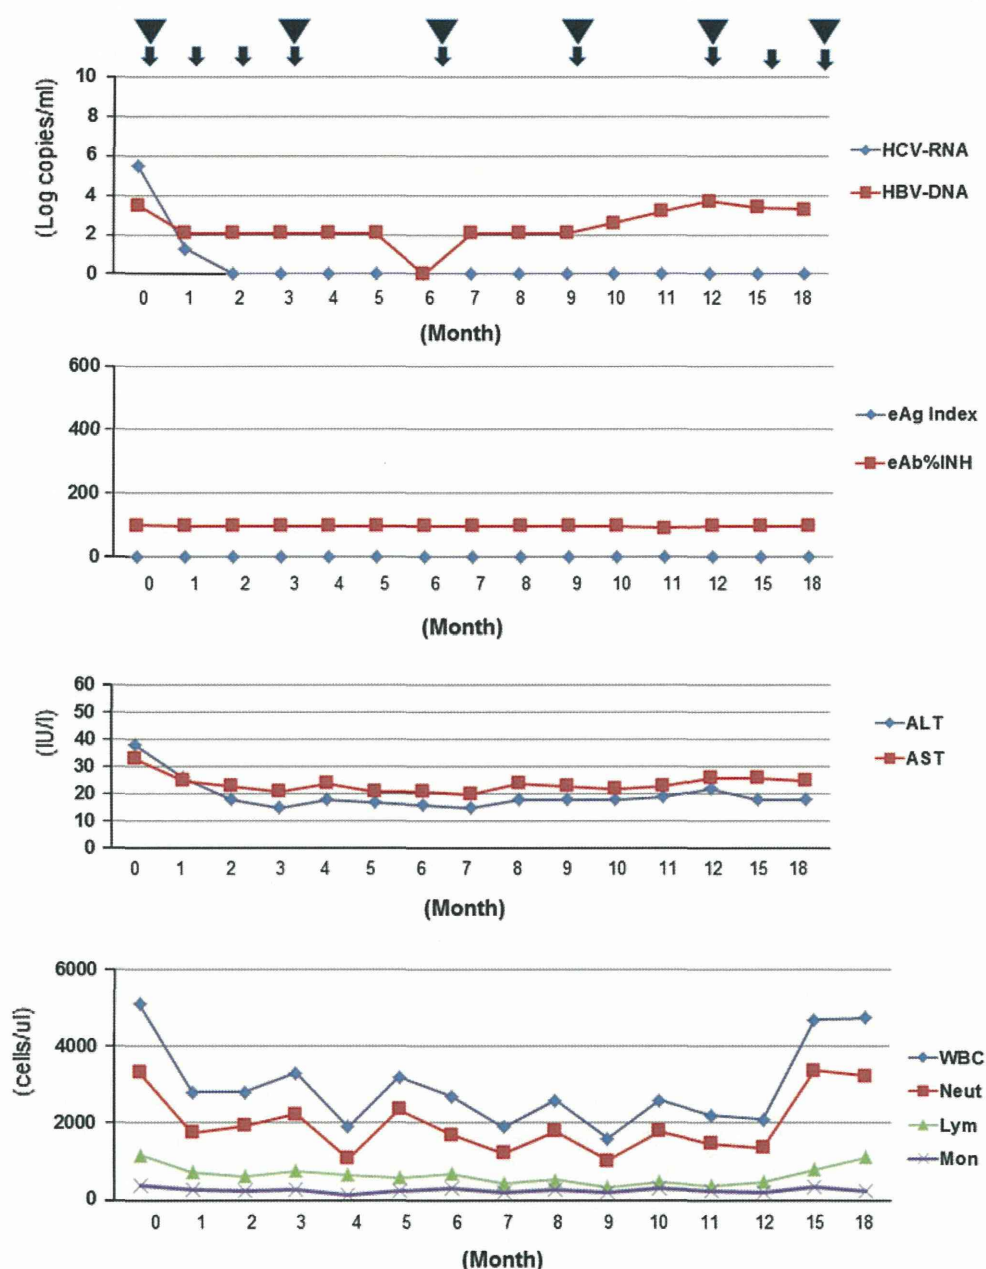 10
8
6
4
2
0
(Log copies/ml)
HCV-RNA
HBV-DNA
0 1 2 3 4 5 6 7 8 9 10 11 12 15 18
(Month)
600
400
200
0
eAg Index
eAb%INH
0 1 2 3 4 5 6 7 8 9 10 11 12 15 18
(Month)
60
50
40
30
20
10
0
(IU/l)
ALT
AST
0 1 2 3 4 5 6 7 8 9 10 11 12 15 18
(Month)
6000
4000
2000
0
(cells/ul)
WBC
Neut
Lym
Mon
0 1 2 3 4 5 6 7 8 9 10 11 12 15 18
(Month)